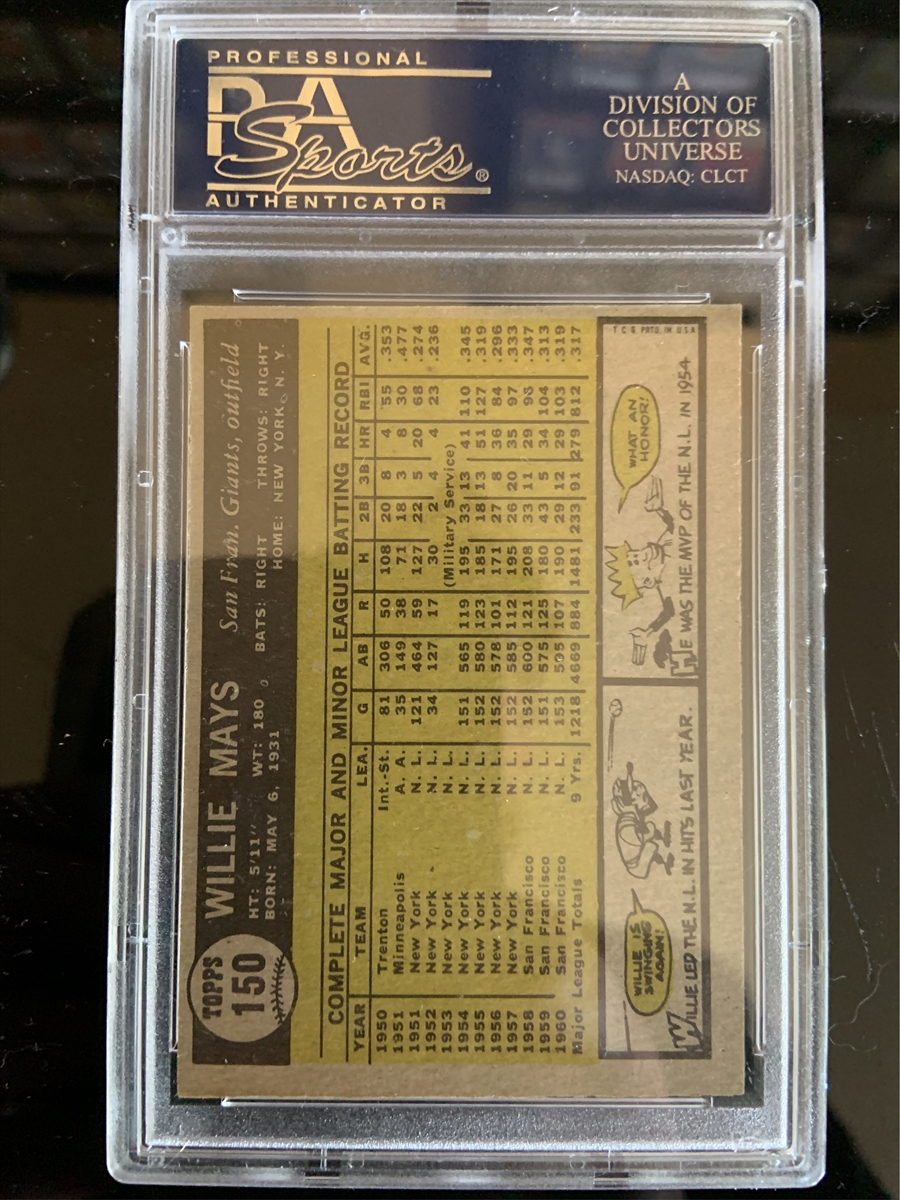 PROFESSIONAL
PSA
Sports®
AUTHENTICATOR
A
DIVISION OF
COLLECTORS
UNIVERSE
NASDAQ: CLCT
TOPPS
150
WILLIE MAYS San Fran. Giants, outfield
HT: 5'11" WT: 180 BATS: RIGHT THROWS: RIGHT
BORN: MAY 6, 1931 HOME: NEW YORK, N. Y.
COMPLETE MAJOR AND MINOR LEAGUE BATTING RECORD
YEAR TEAM LEA. G AB R H 2B 3B HR RBI AVG.
1950 Trenton Int.-St. 81 306 50 108 20 8 4 55 .353
1951 Minneapolis A. A. 35 149 38 71 18 3 8 30 .477
1951 New York N. L. 121 464 59 127 22 5 20 68 .274
1952 New York N. L. 34 127 17 30 2 4 4 23 .236
1953 New York N. L. (Military Service)
1954 New York N. L. 151 565 119 195 33 13 41 110 .345
1955 New York N. L. 152 580 123 185 18 13 51 127 .319
1956 New York N. L. 152 578 101 171 27 8 36 84 .296
1957 New York N. L. 152 585 112 195 26 20 35 97 .333
1958 San Francisco N. L. 152 600 121 208 33 11 29 96 .347
1959 San Francisco N. L. 151 575 125 180 43 5 34 104 .313
1960 San Francisco N. L. 153 595 107 190 29 12 29 103 .319
Major League Totals 9 Yrs. 1218 4669 884 1481 233 91 279 812 .317
WILLIE IS
SWINGING
AGAIN!
WILLIE LED THE N.L. IN HITS LAST YEAR.
WHAT AN
HONOR!
HE WAS THE MVP OF THE N.L. IN 1954
T.C.G. PRTD. IN U.S.A.